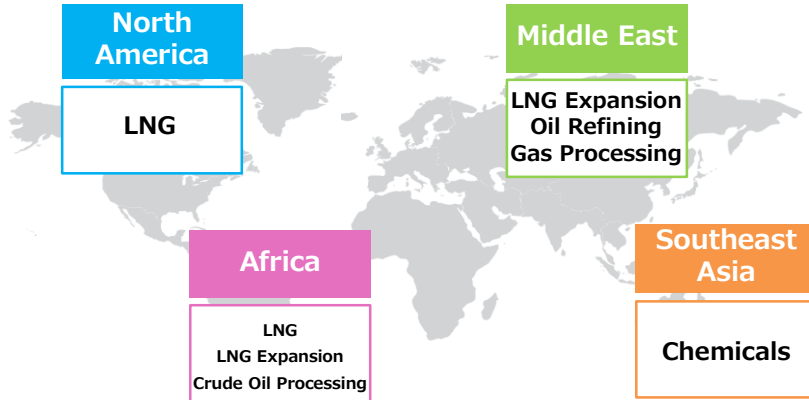 North
America
LNG
Middle East
LNG Expansion
Oil Refining
Gas Processing
Africa
LNG
LNG Expansion
Crude Oil Processing
Southeast
Asia
Chemicals